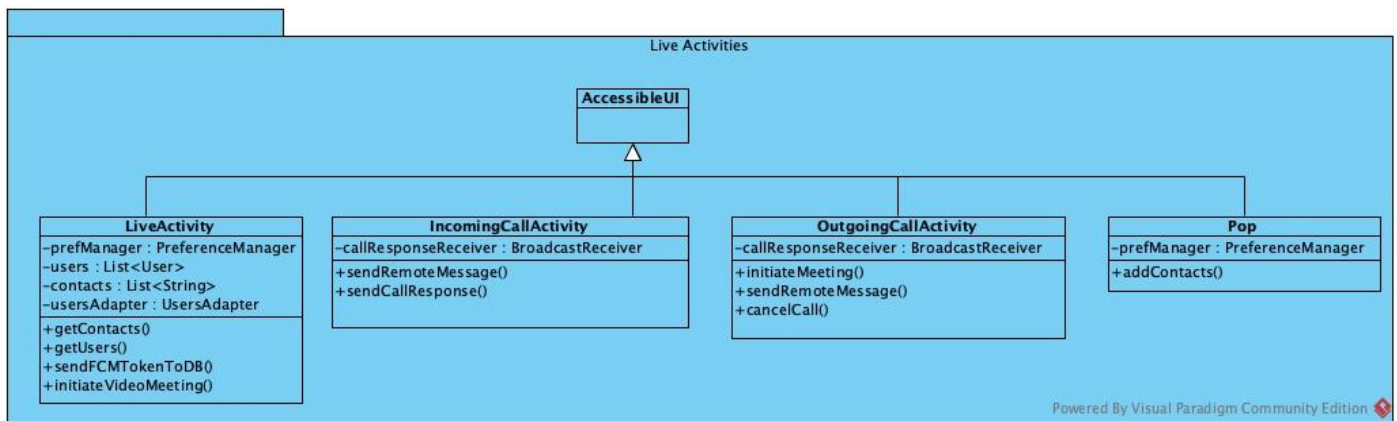 Live Activities
AccessibleUI
LiveActivity
-prefManager : PreferenceManager
-users : List<User>
-contacts : List<String>
-usersAdapter : UsersAdapter
+getContacts()
+getUsers()
+sendFCMTokenToDB()
+initiateVideoMeeting()
IncomingCallActivity
-callResponseReceiver : BroadcastReceiver
+sendRemoteMessage()
+sendCallResponse()
OutgoingCallActivity
-callResponseReceiver : BroadcastReceiver
+initiateMeeting()
+sendRemoteMessage()
+cancelCall()
Pop
-prefManager : PreferenceManager
+addContacts()
Powered By Visual Paradigm Community Edition